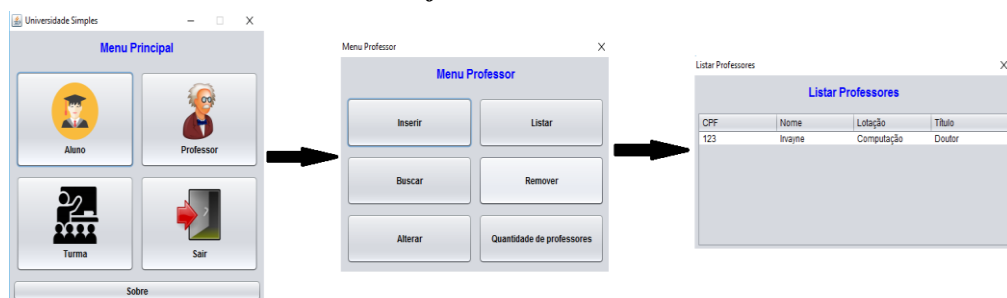 Universidade Simples
Menu Principal
Aluno
Professor
Turma
Sair
Sobre
Menu Professor
Menu Professor
Inserir
Listar
Buscar
Remover
Alterar
Quantidade de professores
Listar Professores
Listar Professores
CPF Nome Lotação Título
123 Irvayne Computação Doutor